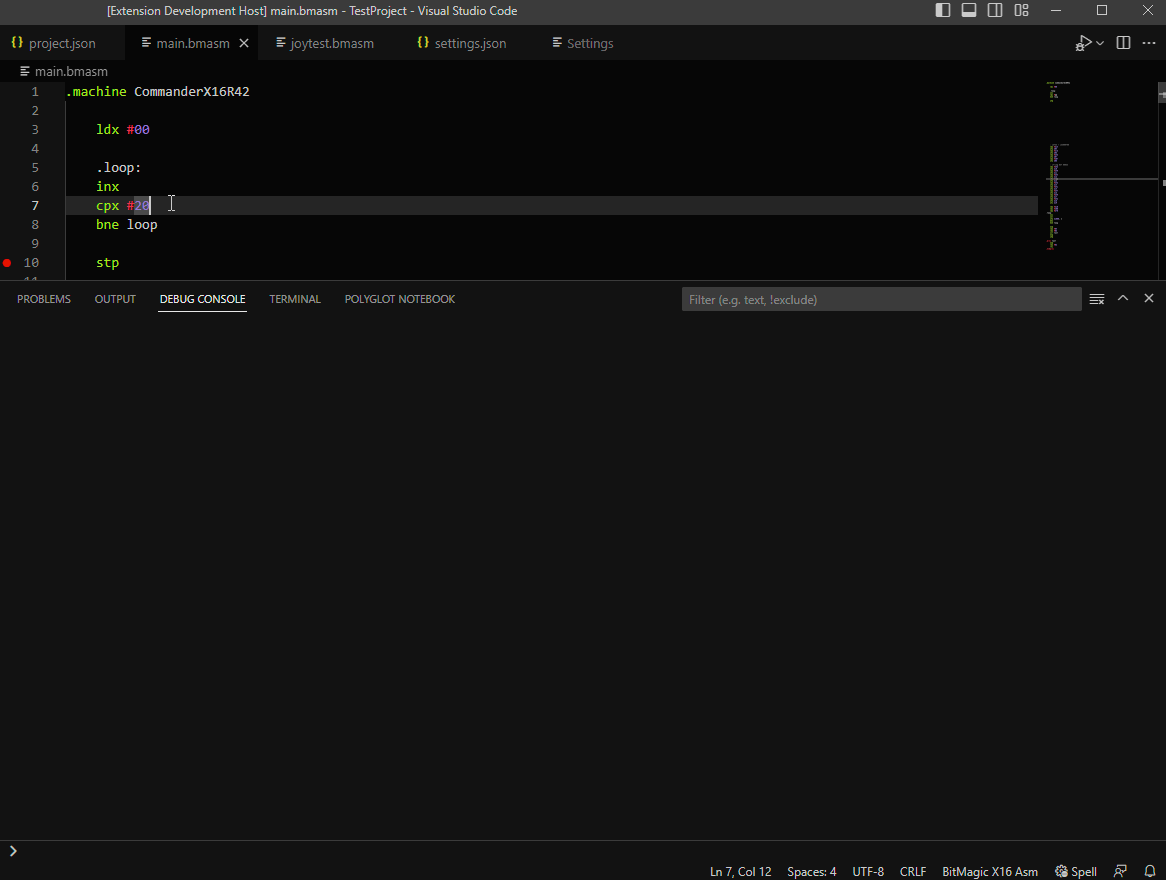 [Extension Development Host] main.bmasm - TestProject - Visual Studio Code
{} project.json main.bmasm joytest.bmasm {} settings.json Settings
main.bmasm
1 .machine CommanderX16R42
2
3 ldx #00
4
5 .loop:
6 inx
7 cpx #20
8 bne loop
9
10 stp
PROBLEMS OUTPUT DEBUG CONSOLE TERMINAL POLYGLOT NOTEBOOK Filter (e.g. text, !exclude)
Ln 7, Col 12 Spaces: 4 UTF-8 CRLF BitMagic X16 Asm Spell